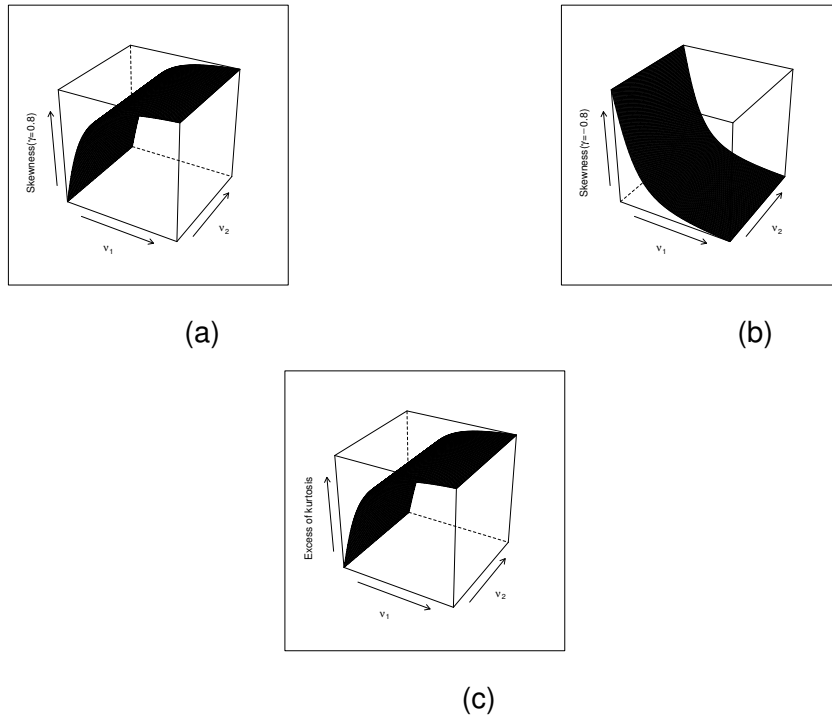 Skewness(γ=0.8)
ν1
ν2
(a)
Skewness(γ=−0.8)
ν1
ν2
(b)
Excess of kurtosis
ν1
ν2
(c)